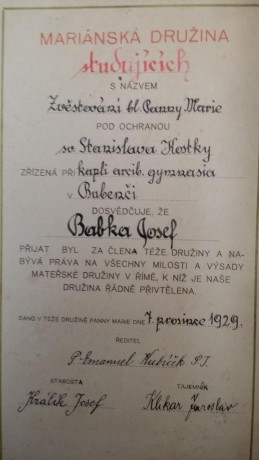 MARIÁNSKÁ DRUŽINA
studujících
S NÁZVEM
Zvěstování bl. Panny Marie
POD OCHRANOU
sv. Stanislava Kostky
ZŘÍZENÁ PŘI kapli arcib. gymnasia
v Bubenči
DOSVĚDČUJE, ŽE
Babka Josef
PŘIJAT BYL ZA ČLENA TÉŽE DRUŽINY A NA-
BÝVÁ PRÁVA NA VŠECHNY MILOSTI A VÝSADY
MATEŘSKÉ DRUŽINY V ŘÍMĚ, K NÍŽ JE NAŠE
DRUŽINA ŘÁDNĚ PŘIVTĚLENA.
DÁNO V TÉŽE DRUŽINĚ PANNY MARIE DNE 7. prosince 1929.
ŘEDITEL
P. Emanuel S. J.
STAROSTA
TAJEMNÍK
Králík Josef
Klikar Jaroslav